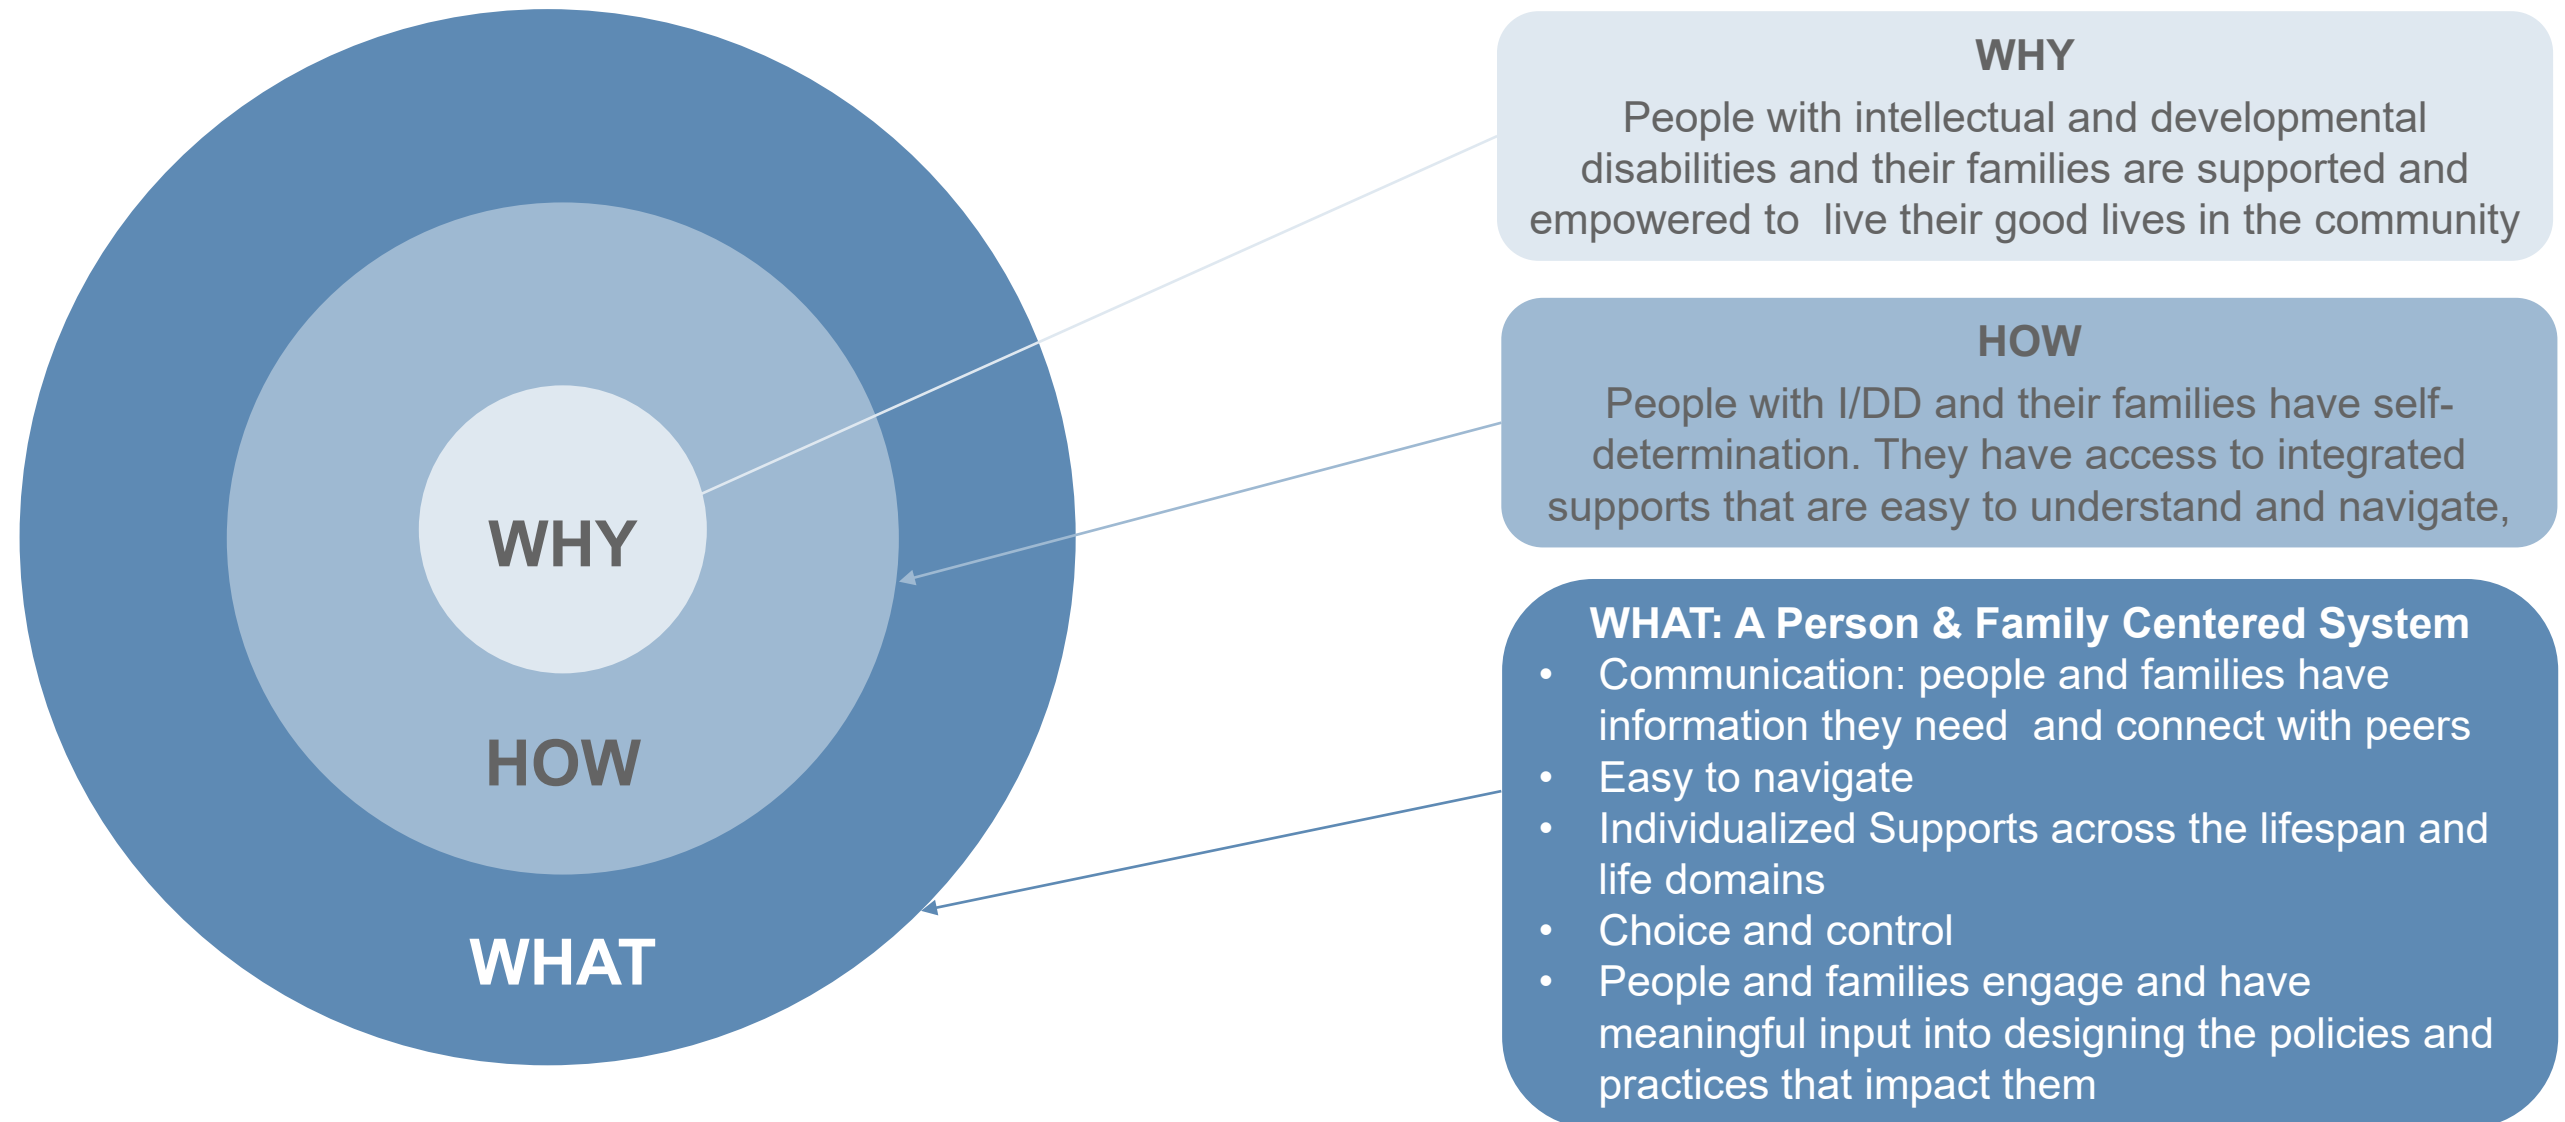 WHY
HOW
WHAT
WHY
People with intellectual and developmental
disabilities and their families are supported and
empowered to  live their good lives in the community
HOW
People with I/DD and their families have self-
determination. They have access to integrated
supports that are easy to understand and navigate,
WHAT: A Person & Family Centered System
• Communication: people and families have
information they need  and connect with peers
• Easy to navigate
• Individualized Supports across the lifespan and
life domains
• Choice and control
• People and families engage and have
meaningful input into designing the policies and
practices that impact them